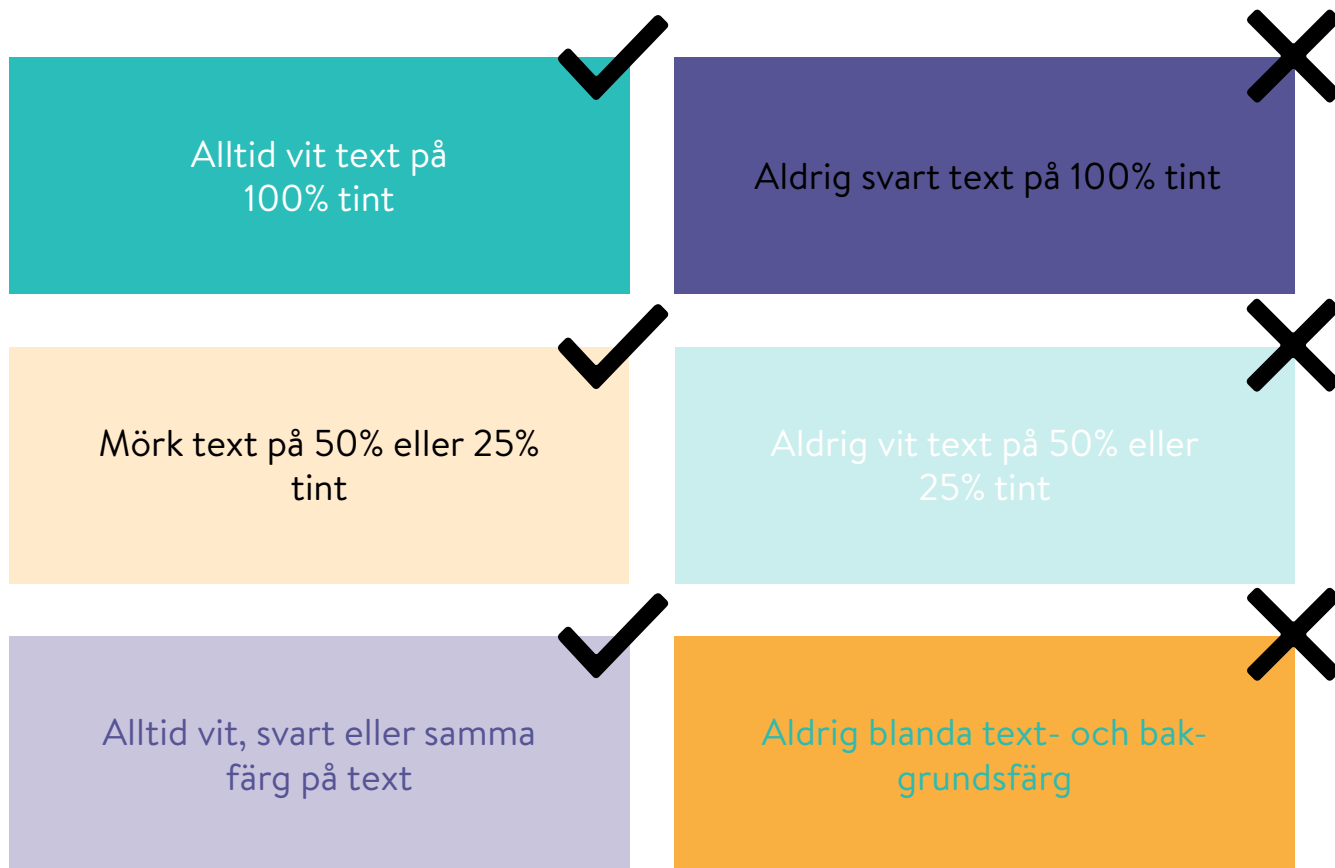 Alltid vit text på
100% tint
Aldrig svart text på 100% tint
Mörk text på 50% eller 25%
tint
Aldrig vit text på 50% eller
25% tint
Alltid vit, svart eller samma
färg på text
Aldrig blanda text- och bak-
grundsfärg